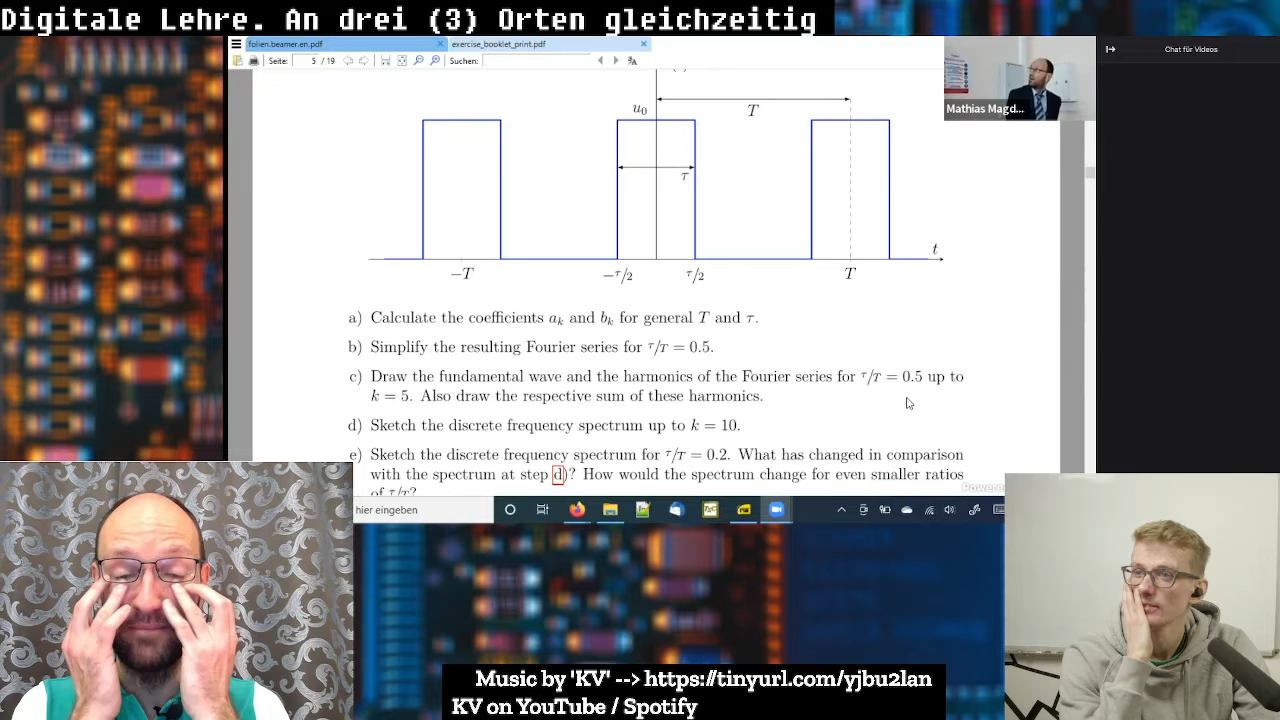 Digitale Lehre. An drei (3) Orten gleichzeitig
folien.beamer.en.pdf
exercise_booklet_print.pdf
Seite: 5 / 19
Suchen:
Chat für Videos
Mathias Magd...
u₀
T
τ
t
−T
−τ/2
τ/2
T
a) Calculate the coefficients aₖ and bₖ for general T and τ.
b) Simplify the resulting Fourier series for τ/T = 0.5.
c) Draw the fundamental wave and the harmonics of the Fourier series for τ/T = 0.5 up to
k = 5. Also draw the respective sum of these harmonics.
d) Sketch the discrete frequency spectrum up to k = 10.
e) Sketch the discrete frequency spectrum for τ/T = 0.2. What has changed in comparison
with the spectrum at step d)? How would the spectrum change for even smaller ratios
of τ/T?
hier eingeben
Music by 'KV' --> https://tinyurl.com/yjbu2lan
KV on YouTube / Spotify